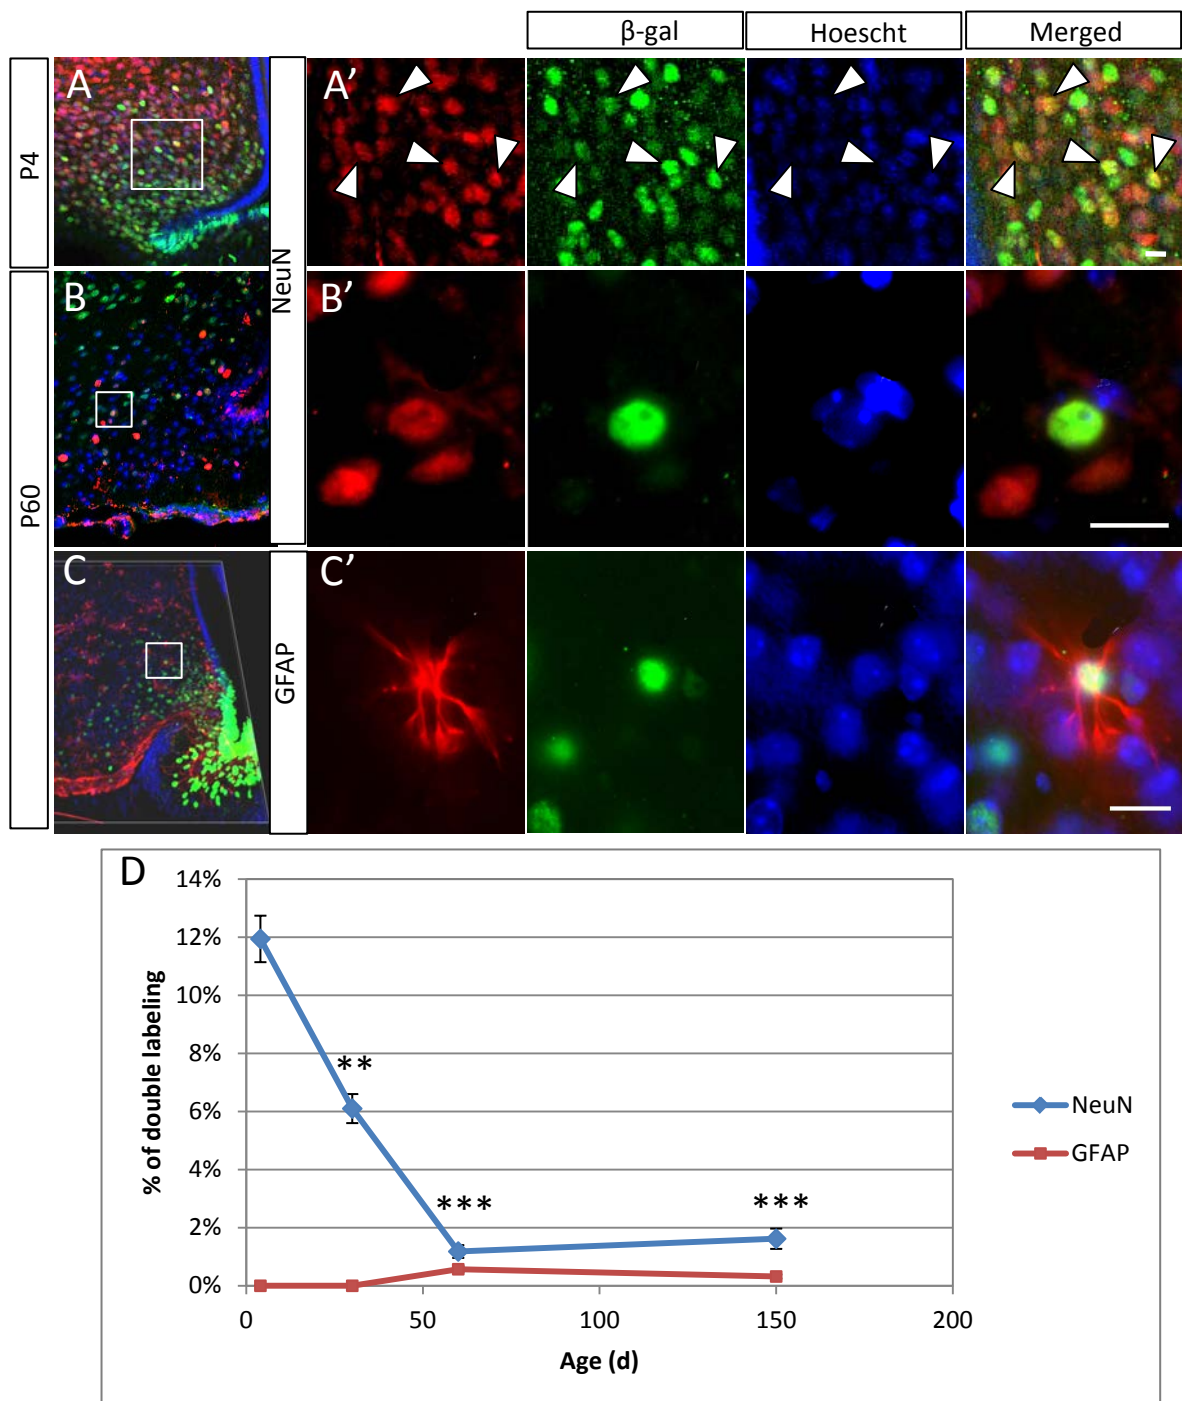 β-gal Hoescht Merged
P4
A
A’
NeuN
P60
B
B’
C
C’
GFAP
D
14%
12%
10%
8%
6%
4%
2%
0%
**
***
***
% of double labeling
NeuN
GFAP
0 50 100 150 200
Age (d)